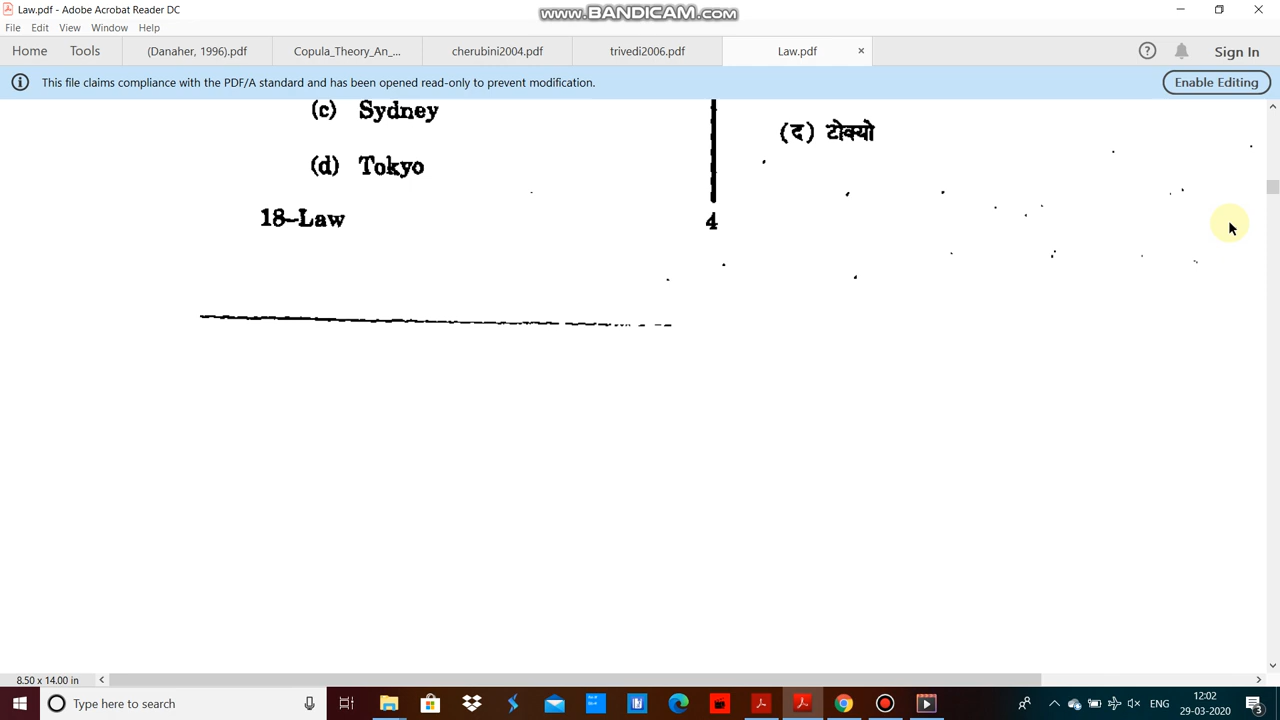 Law.pdf - Adobe Acrobat Reader DC
www.BANDICAM.com
File Edit View Window Help
Home Tools (Danaher, 1996).pdf Copula_Theory_An_... cherubini2004.pdf trivedi2006.pdf Law.pdf × Sign In
This file claims compliance with the PDF/A standard and has been opened read-only to prevent modification. Enable Editing
(c) Sydney
(d) Tokyo
18–Law
(द) टोक्यो
4
8.50 x 14.00 in
Type here to search
ENG
12:02
29-03-2020
3